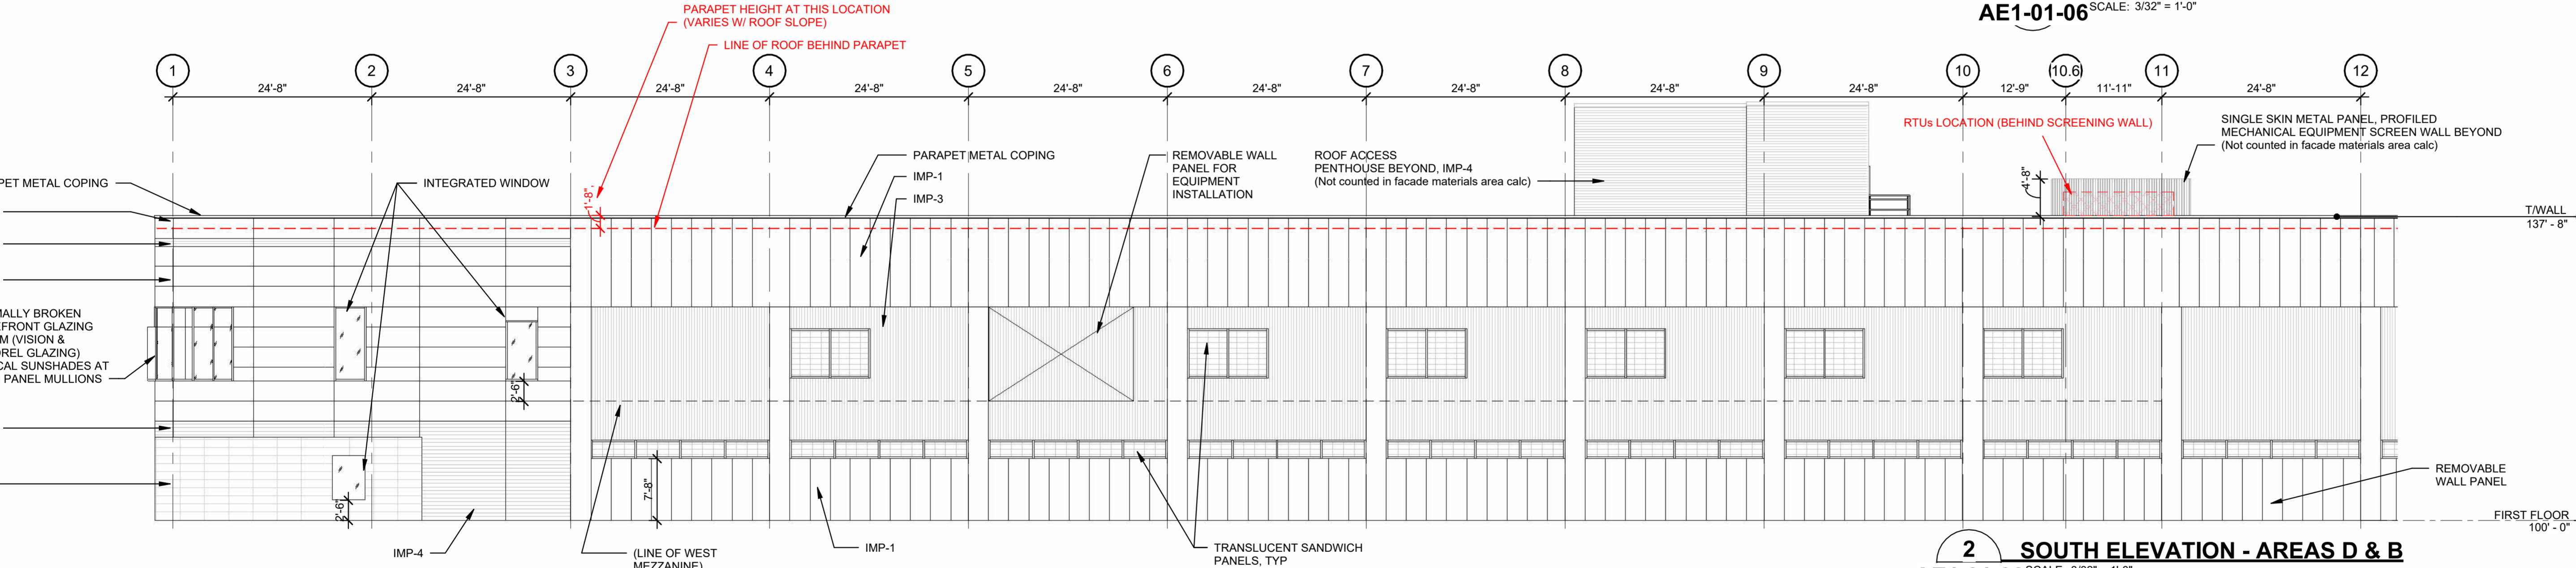 AE1-01-06 SCALE: 3/32" = 1'-0"
PARAPET HEIGHT AT THIS LOCATION
(VARIES W/ ROOF SLOPE)
LINE OF ROOF BEHIND PARAPET
1 2 3 4 5 6 7 8 9 10 10.6 11 12
24'-8" 24'-8" 24'-8" 24'-8" 24'-8" 24'-8" 24'-8" 24'-8" 24'-8" 12'-9" 11'-11" 24'-8"
RTUs LOCATION (BEHIND SCREENING WALL)
SINGLE SKIN METAL PANEL, PROFILED
MECHANICAL EQUIPMENT SCREEN WALL BEYOND
(Not counted in facade materials area calc)
PET METAL COPING
INTEGRATED WINDOW
1'-8"
PARAPET METAL COPING
IMP-1
IMP-3
REMOVABLE WALL
PANEL FOR
EQUIPMENT
INSTALLATION
ROOF ACCESS
PENTHOUSE BEYOND, IMP-4
(Not counted in facade materials area calc)
4'-8"
T/WALL
137' - 8"
MALLY BROKEN
EFRONT GLAZING
M (VISION &
REL GLAZING)
CAL SUNSHADES AT
PANEL MULLIONS
2'-6"
2'-6"
7'-8"
IMP-4
(LINE OF WEST
MEZZANINE)
IMP-1
TRANSLUCENT SANDWICH
PANELS, TYP
REMOVABLE
WALL PANEL
FIRST FLOOR
100' - 0"
2 SOUTH ELEVATION - AREAS D & B